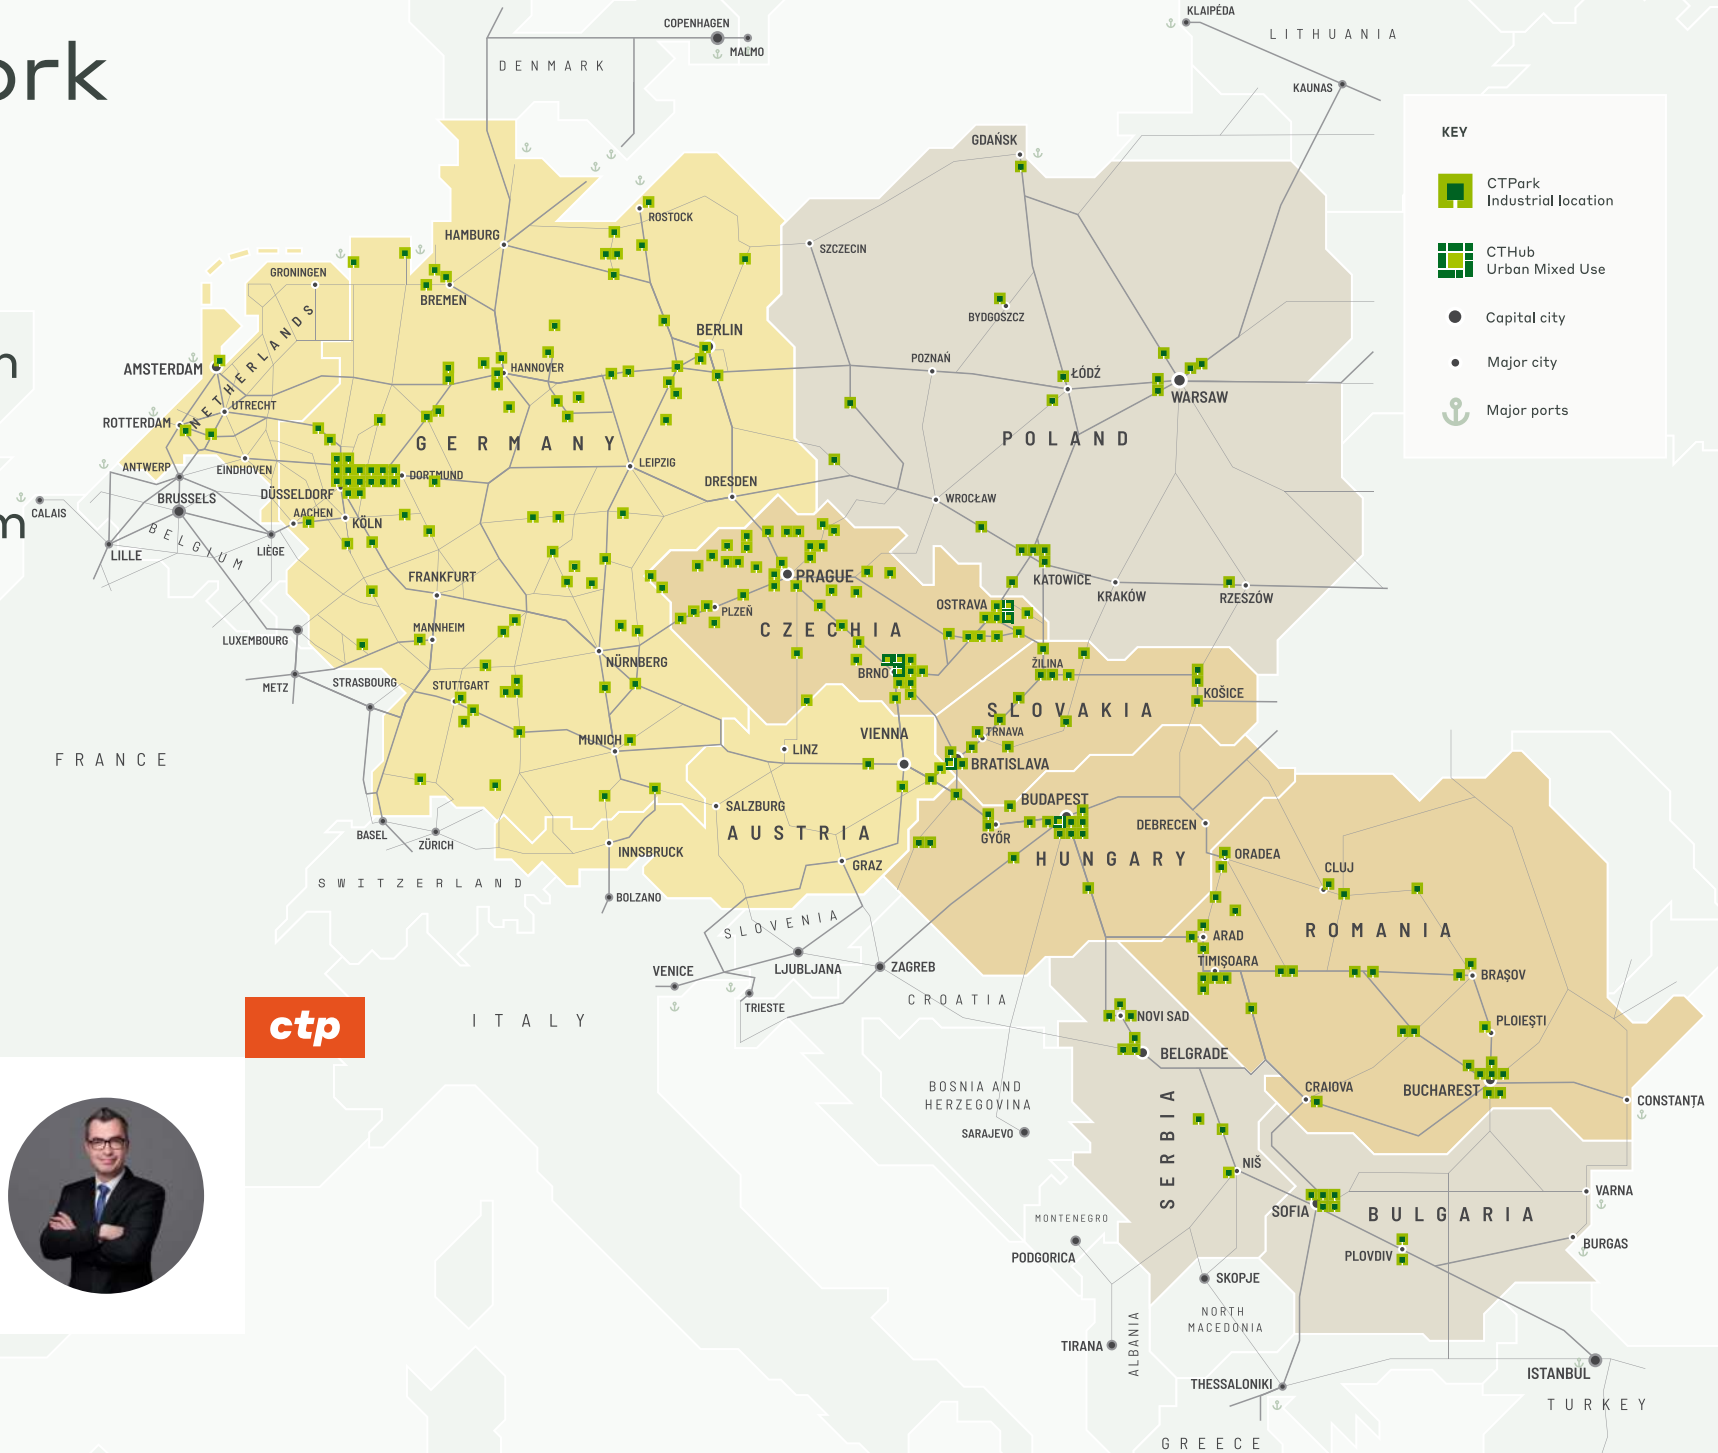 ork
n
m
KEY
CTPark
Industrial location
CTHub
Urban Mixed Use
Capital city
Major city
Major ports
COPENHAGEN
MALMO
DENMARK
KLAIPĖDA
LITHUANIA
KAUNAS
GDAŃSK
ROSTOCK
HAMBURG
SZCZECIN
GRONINGEN
BREMEN
BYDGOSZCZ
BERLIN
NETHERLANDS
AMSTERDAM
HANNOVER
POZNAŃ
ŁÓDŹ
WARSAW
UTRECHT
ROTTERDAM
GERMANY
POLAND
ANTWERP
EINDHOVEN
DORTMUND
LEIPZIG
DRESDEN
BRUSSELS
DÜSSELDORF
WROCŁAW
CALAIS
AACHEN
KÖLN
BELGIUM
LILLE
LIÈGE
FRANKFURT
PRAGUE
KATOWICE
KRAKÓW
RZESZÓW
OSTRAVA
PLZEŇ
LUXEMBOURG
MANNHEIM
CZECHIA
NÜRNBERG
ŽILINA
BRNO
METZ
STRASBOURG
STUTTGART
KOŠICE
SLOVAKIA
MUNICH
VIENNA
TRNAVA
LINZ
FRANCE
BRATISLAVA
SALZBURG
BUDAPEST
BASEL
ZÜRICH
AUSTRIA
GYŐR
DEBRECEN
INNSBRUCK
HUNGARY
ORADEA
GRAZ
CLUJ
SWITZERLAND
BOLZANO
SLOVENIA
ROMANIA
ARAD
VENICE
LJUBLJANA
ZAGREB
TIMIȘOARA
BRAȘOV
TRIESTE
CROATIA
NOVI SAD
PLOIEȘTI
ITALY
ctp
BELGRADE
BOSNIA AND
HERZEGOVINA
CRAIOVA
BUCHAREST
CONSTANȚA
SARAJEVO
SERBIA
NIŠ
VARNA
SOFIA
BULGARIA
MONTENEGRO
PODGORICA
PLOVDIV
BURGAS
SKOPJE
NORTH
MACEDONIA
TIRANA
ALBANIA
ISTANBUL
THESSALONIKI
TURKEY
GREECE